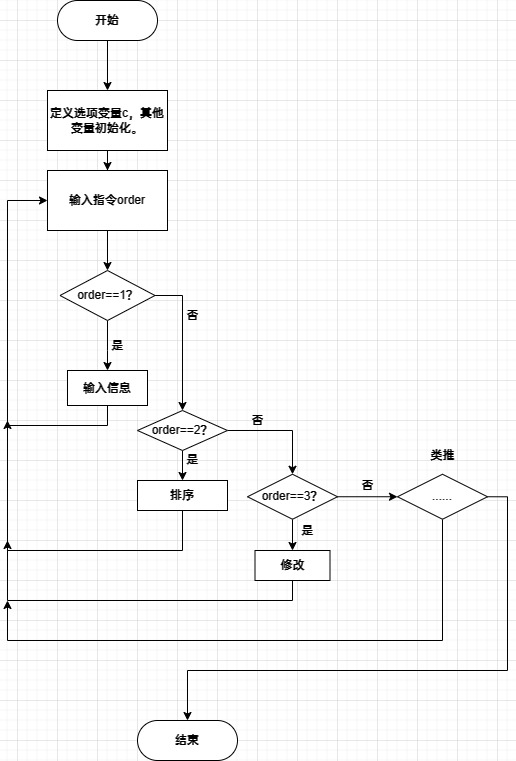 开始
定义选项变量c，其他
变量初始化。
输入指令order
order==1？
否
是
输入信息
order==2？
否
是
类推
排序
order==3？
否
……
是
修改
结束